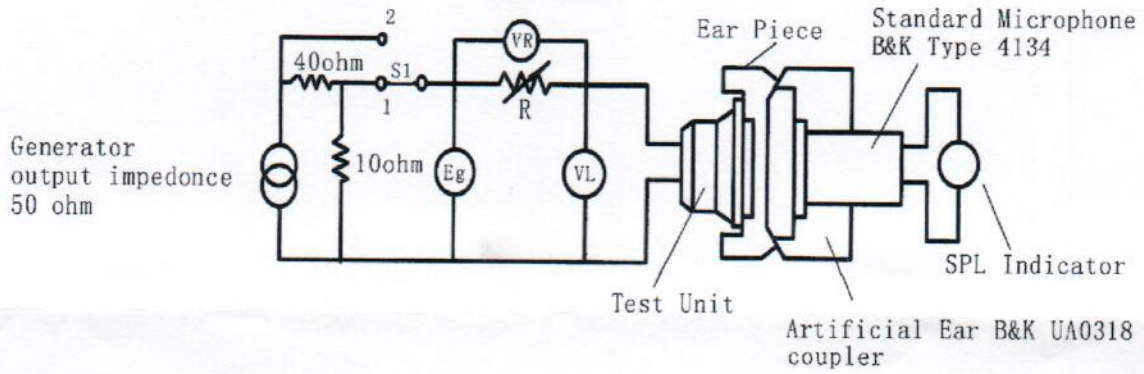 2
40ohm
S1
1
VR
R
Generator
output impedonce
50 ohm
10ohm
Eg
VL
Ear Piece
Standard Microphone
B&K Type 4134
SPL Indicator
Test Unit
Artificial Ear B&K UA0318
coupler